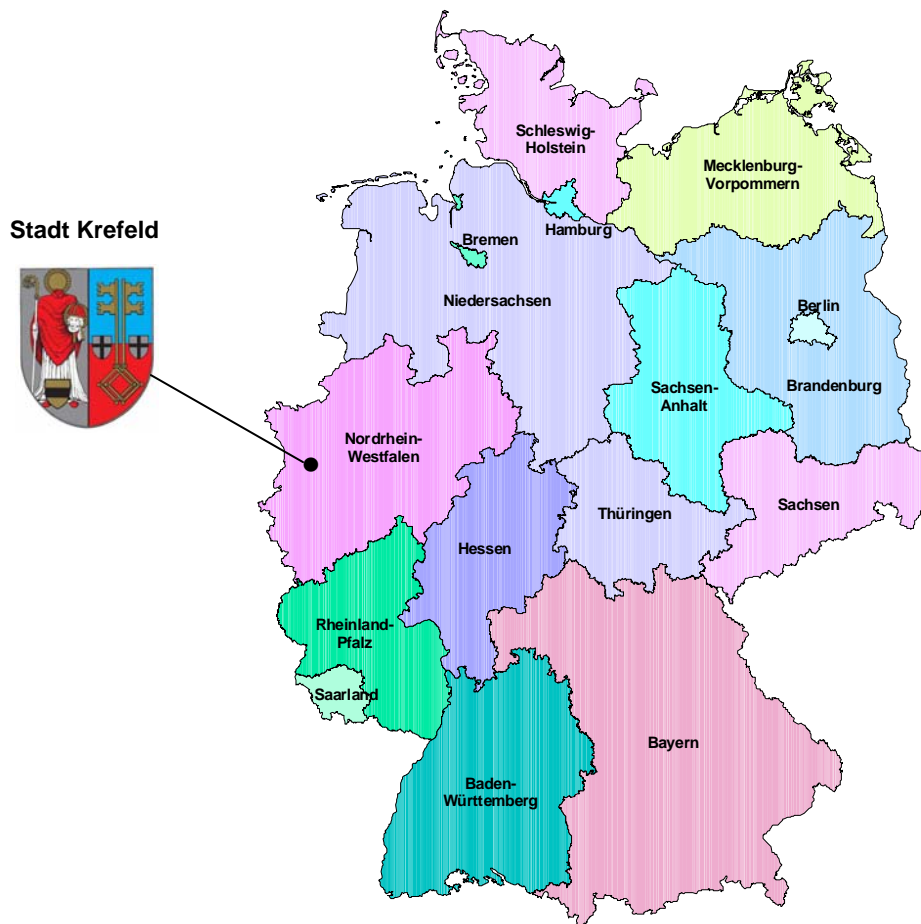 Schleswig-
Holstein
Mecklenburg-
Vorpommern
Stadt Krefeld
Hamburg
Bremen
Niedersachsen
Berlin
Brandenburg
Sachsen-
Anhalt
Nordrhein-
Westfalen
Sachsen
Thüringen
Hessen
Rheinland-
Pfalz
Saarland
Bayern
Baden-
Württemberg